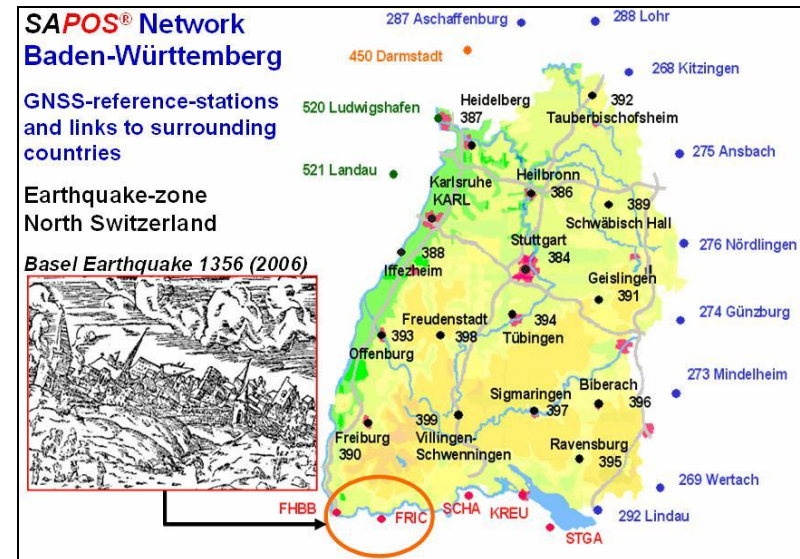 SAPOS® Network
Baden-Württemberg
GNSS-reference-stations
and links to surrounding
countries
Earthquake-zone
North Switzerland
Basel Earthquake 1356 (2006)
287 Aschaffenburg
288 Lohr
450 Darmstadt
268 Kitzingen
520 Ludwigshafen
Heidelberg
387
392
Tauberbischofsheim
275 Ansbach
521 Landau
Karlsruhe
KARL
Heilbronn
386
389
Schwäbisch Hall
388
Iffezheim
Stuttgart
384
276 Nördlingen
Geislingen
391
274 Günzburg
393
Offenburg
Freudenstadt
398
394
Tübingen
273 Mindelheim
Sigmaringen
397
Biberach
396
399
Villingen-
Schwenningen
Freiburg
390
Ravensburg
395
269 Wertach
FHBB
FRIC
SCHA
KREU
STGA
292 Lindau